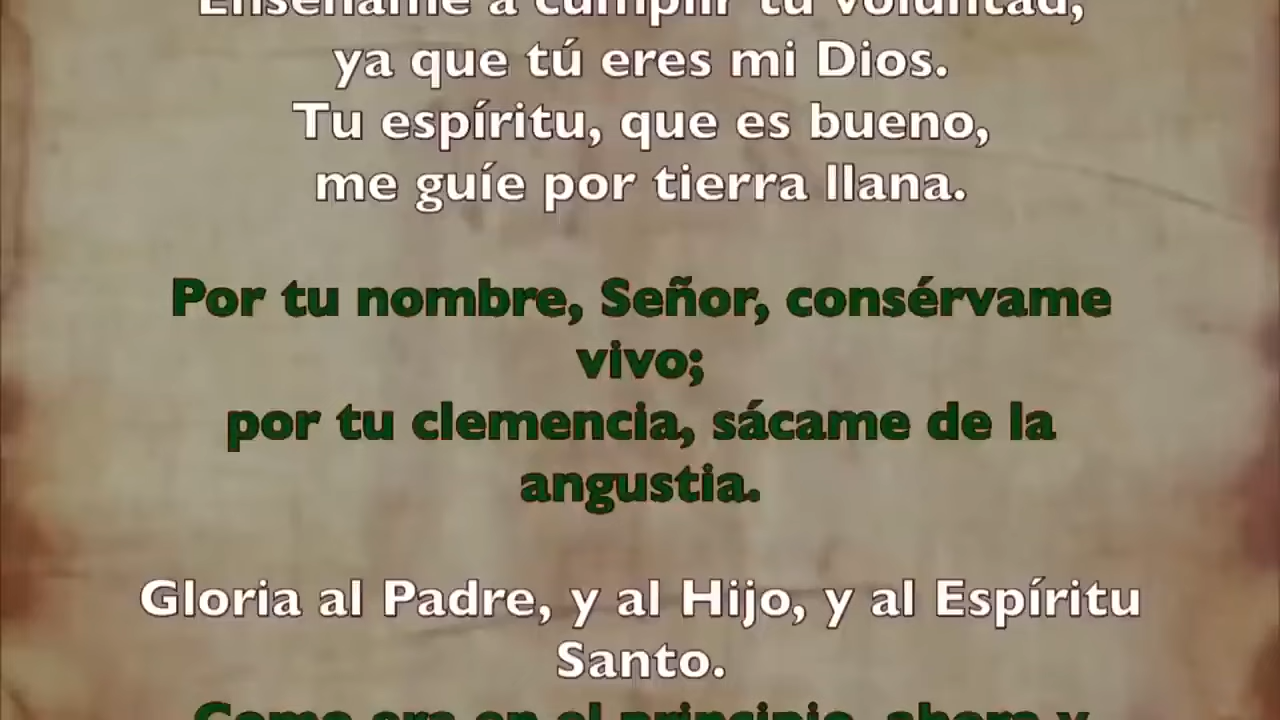 Enséñame a cumplir tu voluntad,
ya que tú eres mi Dios.
Tu espíritu, que es bueno,
me guíe por tierra llana.
Por tu nombre, Señor, consérvame
vivo;
por tu clemencia, sácame de la
angustia.
Gloria al Padre, y al Hijo, y al Espíritu
Santo.
Como era en el principio, ahora y